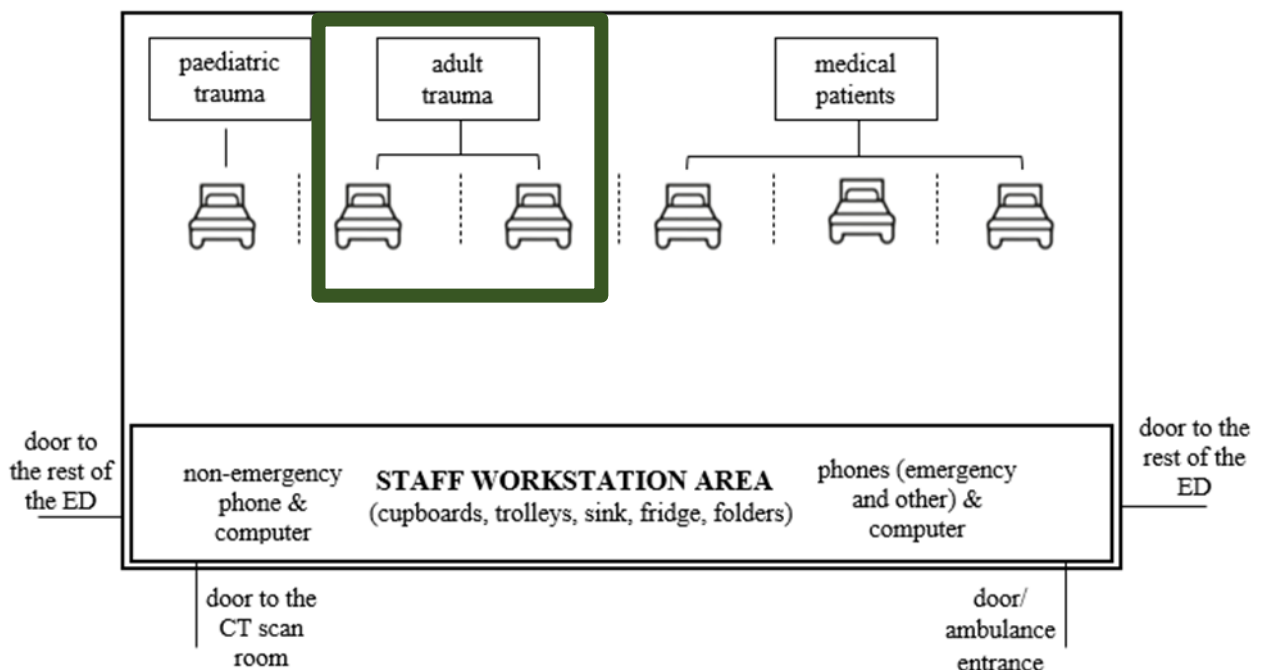 paediatric
trauma
adult
trauma
medical
patients
door to
the rest of
the ED
non-emergency
phone &
computer
STAFF WORKSTATION AREA
(cupboards, trolleys, sink, fridge, folders)
phones (emergency
and other) &
computer
door to the
rest of the
ED
door to the
CT scan
room
door/
ambulance
entrance